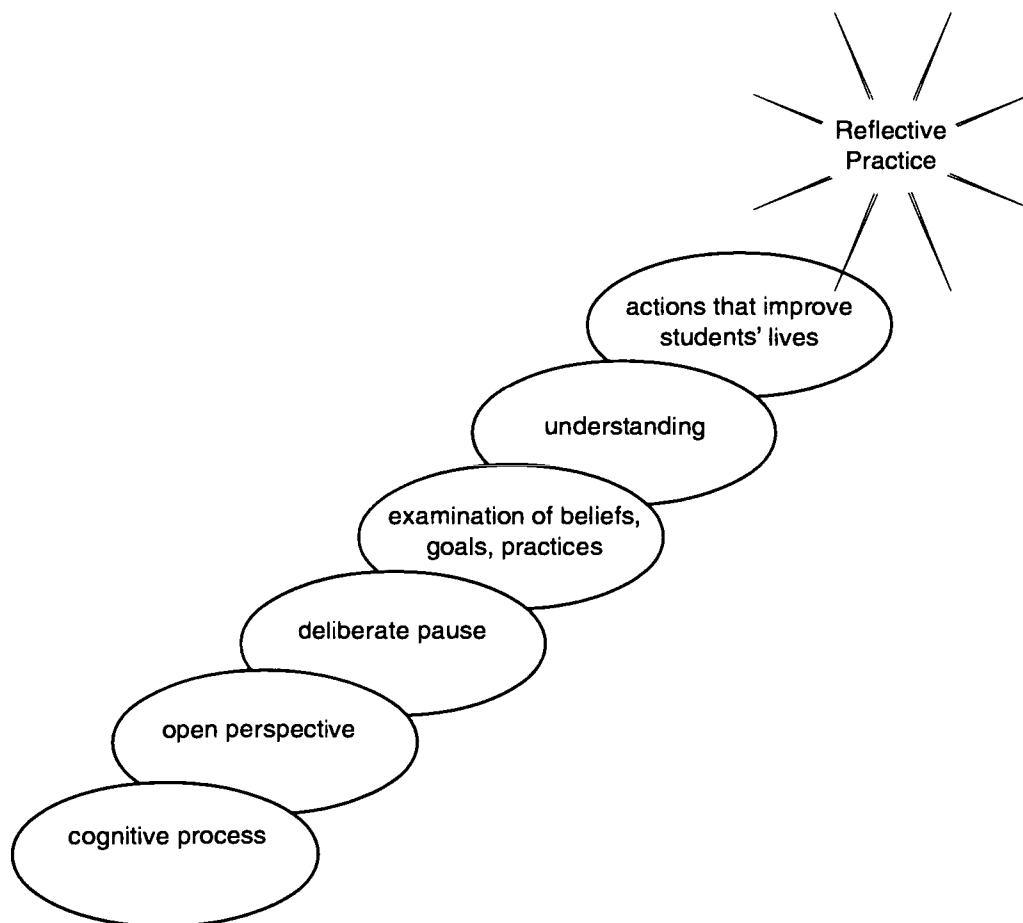 Reflective
Practice
actions that improve
students' lives
understanding
examination of beliefs,
goals, practices
deliberate pause
open perspective
cognitive process